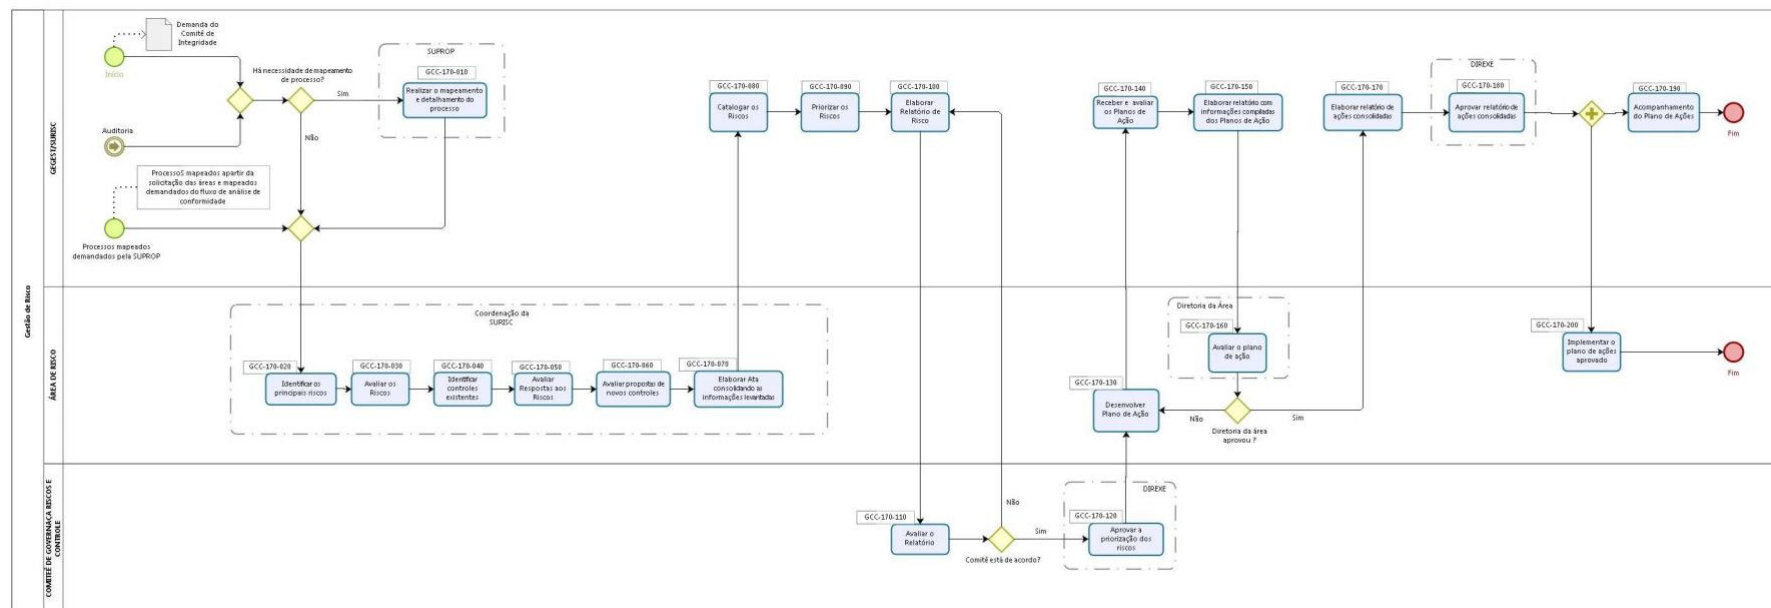 Gestão de Risco
GEGEST/SURISC
Demanda do
Comitê de
Integridade
Início
Há necessidade de mapeamento
de processo?
Sim
Não
SUPROP
GCC-170-010
Realizar o mapeamento
e detalhamento do
processo
Auditoria
ProcessoS mapeados apartir da
solicitação das áreas e mapeados
demandados do fluxo de análise de
conformidade
Processos mapeados
demandados pela SUPROP
GCC-170-080
Catalogar os
Riscos
GCC-170-090
Priorizar os
Riscos
GCC-170-100
Elaborar
Relatório de
Risco
GCC-170-140
Receber e avaliar
os Planos de
Ação
GCC-170-150
Elaborar relatório com
informações compiladas
dos Planos de Ação
GCC-170-170
Elaborar relatório de
ações consolidadas
DIREXE
GCC-170-180
Aprovar relatório de
ações consolidadas
GCC-170-190
Acompanhamento
do Plano de Ações
Fim
ÁREA DE RISCO
Coordenação da
SURISC
GCC-170-020
Identificar os
principais riscos
GCC-170-030
Avaliar os
Riscos
GCC-170-040
Identificar
controles
existentes
GCC-170-050
Avaliar
Respostas aos
Riscos
GCC-170-060
Avaliar propostas de
novos controles
GCC-170-070
Elaborar Ata
consolidando as
informações levantadas
GCC-170-130
Desenvolver
Plano de Ação
Diretoria da Área
GCC-170-160
Avaliar o plano
de ação
Não
Sim
Diretoria da área
aprovou ?
GCC-170-200
Implementar o
plano de ações
aprovado
Fim
COMITEÊ DE GOVERNAÇA RISCOS E
CONTROLE
GCC-170-110
Avaliar o
Relatório
Não
Sim
Comitê está de acordo?
DIREXE
GCC-170-120
Aprovar a
priorização dos
riscos